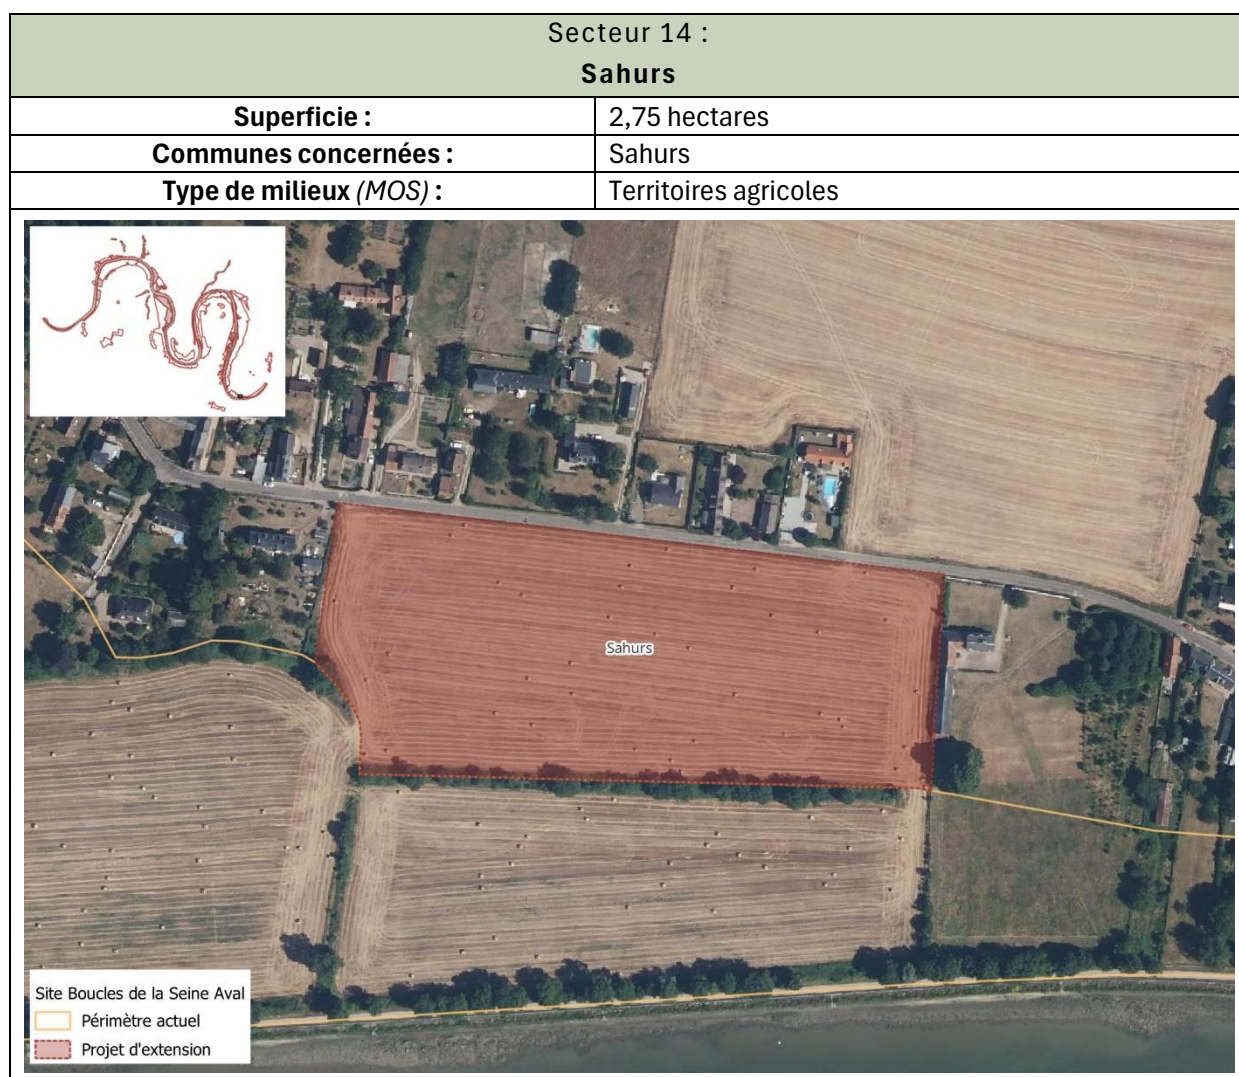 Secteur 14 :
Sahurs
Superficie : 2,75 hectares
Communes concernées : Sahurs
Type de milieux (MOS) : Territoires agricoles
Sahurs
Site Boucles de la Seine Aval
Périmètre actuel
Projet d'extension